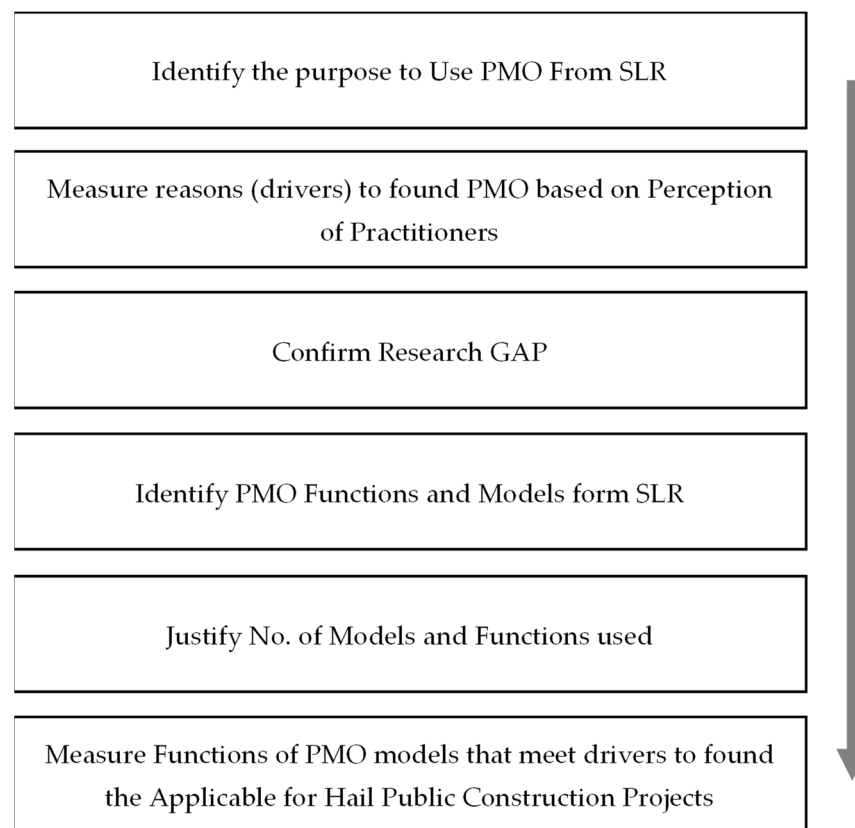 Identify the purpose to Use PMO From SLR
Measure reasons (drivers) to found PMO based on Perception
of Practitioners
Confirm Research GAP
Identify PMO Functions and Models form SLR
Justify No. of Models and Functions used
Measure Functions of PMO models that meet drivers to found
the Applicable for Hail Public Construction Projects